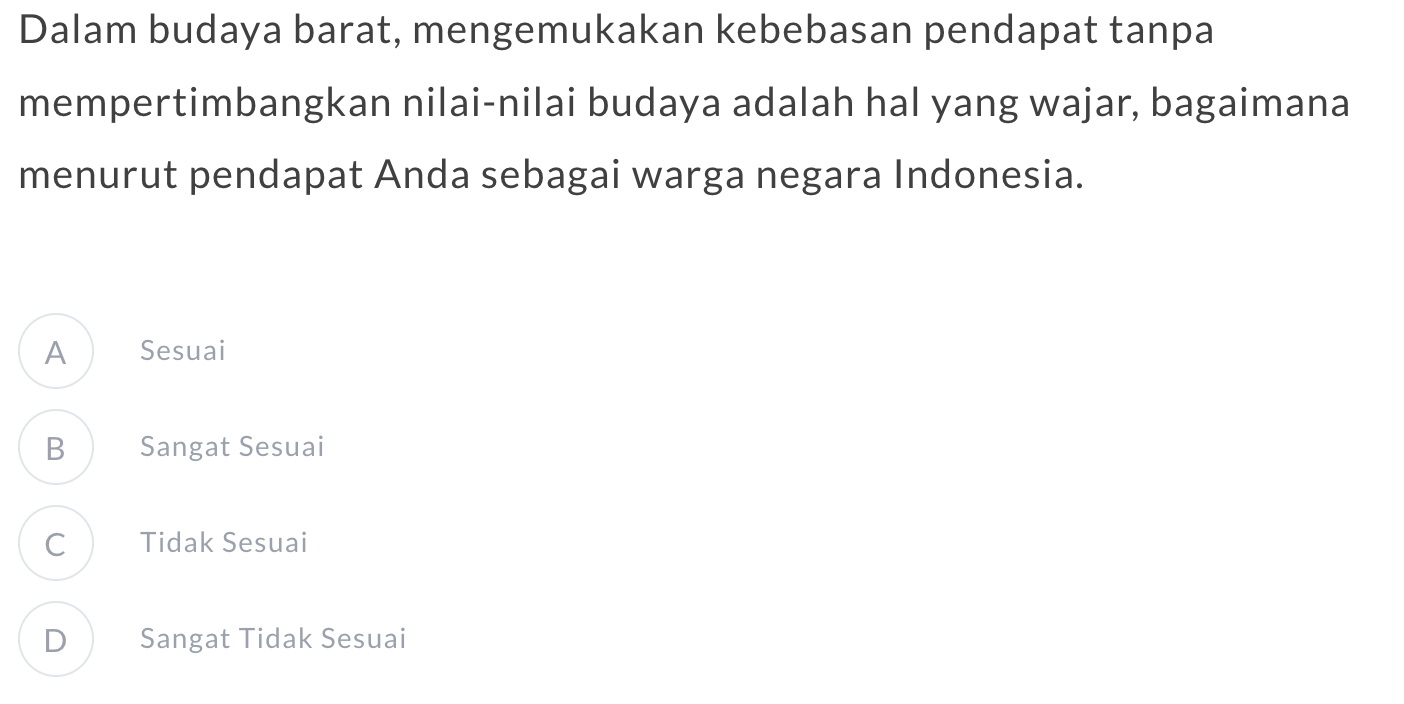 Dalam budaya barat, mengemukakan kebebasan pendapat tanpa
mempertimbangkan nilai-nilai budaya adalah hal yang wajar, bagaimana
menurut pendapat Anda sebagai warga negara Indonesia.
A Sesuai
B Sangat Sesuai
C Tidak Sesuai
D Sangat Tidak Sesuai